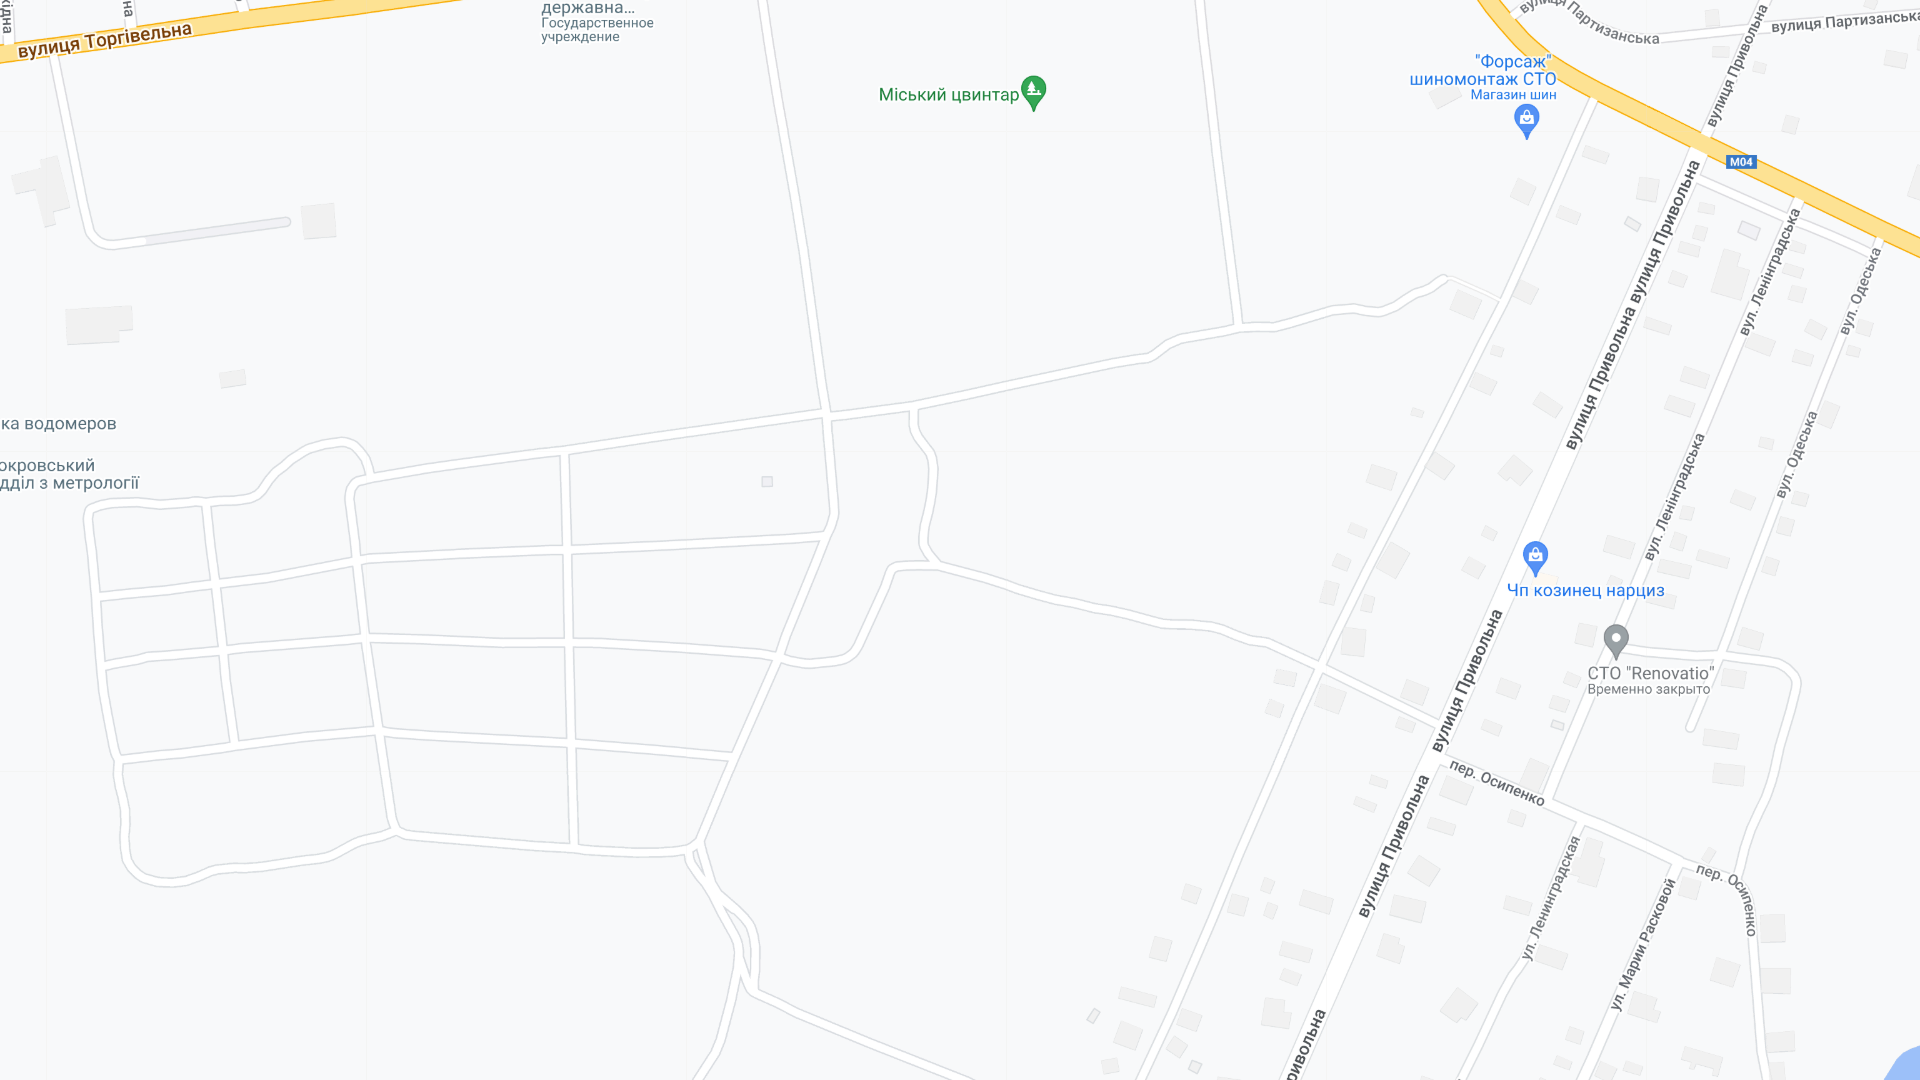 державна...
Государственное
учреждение
вулиця Торгівельна
на
вулиця Партизанська
вулиця Партизанська
вулиця Привольна
"Форсаж"
шиномонтаж СТО
Магазин шин
Міський цвинтар
М04
вулиця Привольна
вулиця Привольна
вул. Ленінградська
вул. Одеська
ка водомеров
окровський
дділ з метрології
вул. Ленінградська
вул. Одеська
Чп козинец нарциз
вулиця Привольна
СТО "Renovatio"
Временно закрыто
пер. Осипенко
вулиця Привольна
ул. Ленинградская
пер. Осипенко
ул. Марии Расковой
ривольна